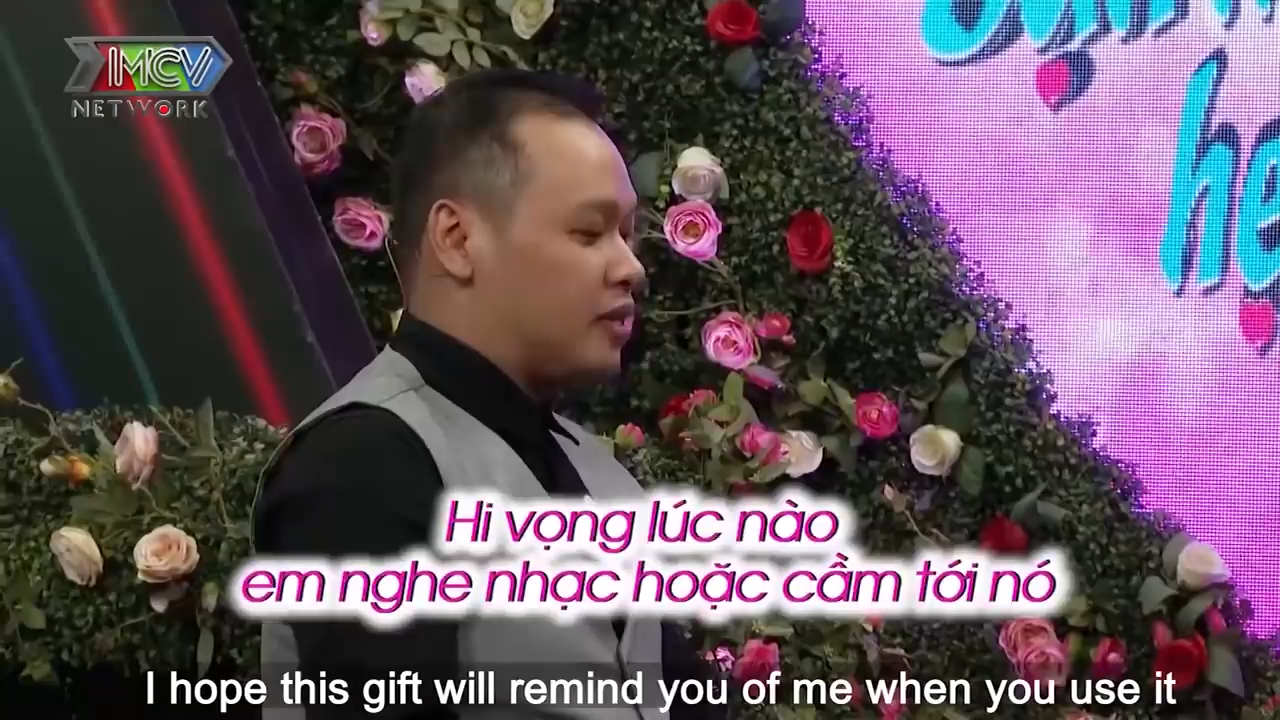 MCV
NETWORK
hẹ
Hi vọng lúc nào
em nghe nhạc hoặc cầm tới nó
I hope this gift will remind you of me when you use it